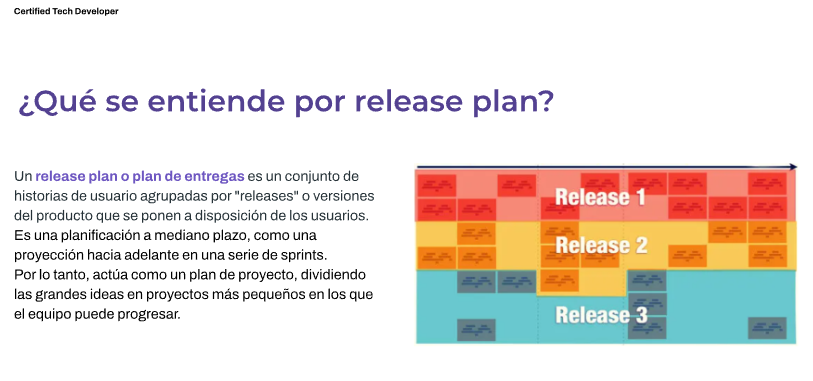 Certified Tech Developer
¿Qué se entiende por release plan?
Un release plan o plan de entregas es un conjunto de
historias de usuario agrupadas por "releases" o versiones
del producto que se ponen a disposición de los usuarios.
Es una planificación a mediano plazo, como una
proyección hacia adelante en una serie de sprints.
Por lo tanto, actúa como un plan de proyecto, dividiendo
las grandes ideas en proyectos más pequeños en los que
el equipo puede progresar.
Release 1
Release 2
Release 3